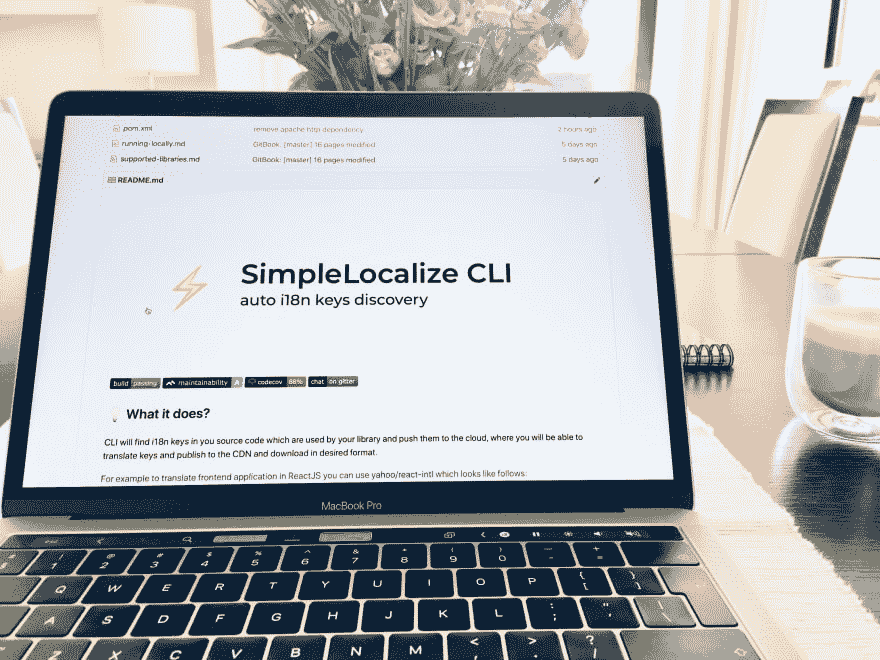 pom.xml remove apache http dependency 2 hours ago
running-locally.md GitBook: [master] 16 pages modified 5 days ago
supported-libraries.md GitBook: [master] 16 pages modified 5 days ago
README.md
SimpleLocalize CLI
auto i18n keys discovery
build passing maintainability A codecov 86% chat on gitter
What it does?
CLI will find i18n keys in you source code which are used by your library and push them to the cloud, where you will be able to
translate keys and publish to the CDN and download in desired format.
For example to translate frontend application in ReactJS you can use yahoo/react-intl which looks like follows:
MacBook Pro
! @ # $ % ^ & * ( ) _ +
1 2 3 4 5 6 7 8 9 0 - =
Q W E R T Y U I O P { }
[ ]
A S D F G H J K L : "
; '
Z X C V B N M < > ?